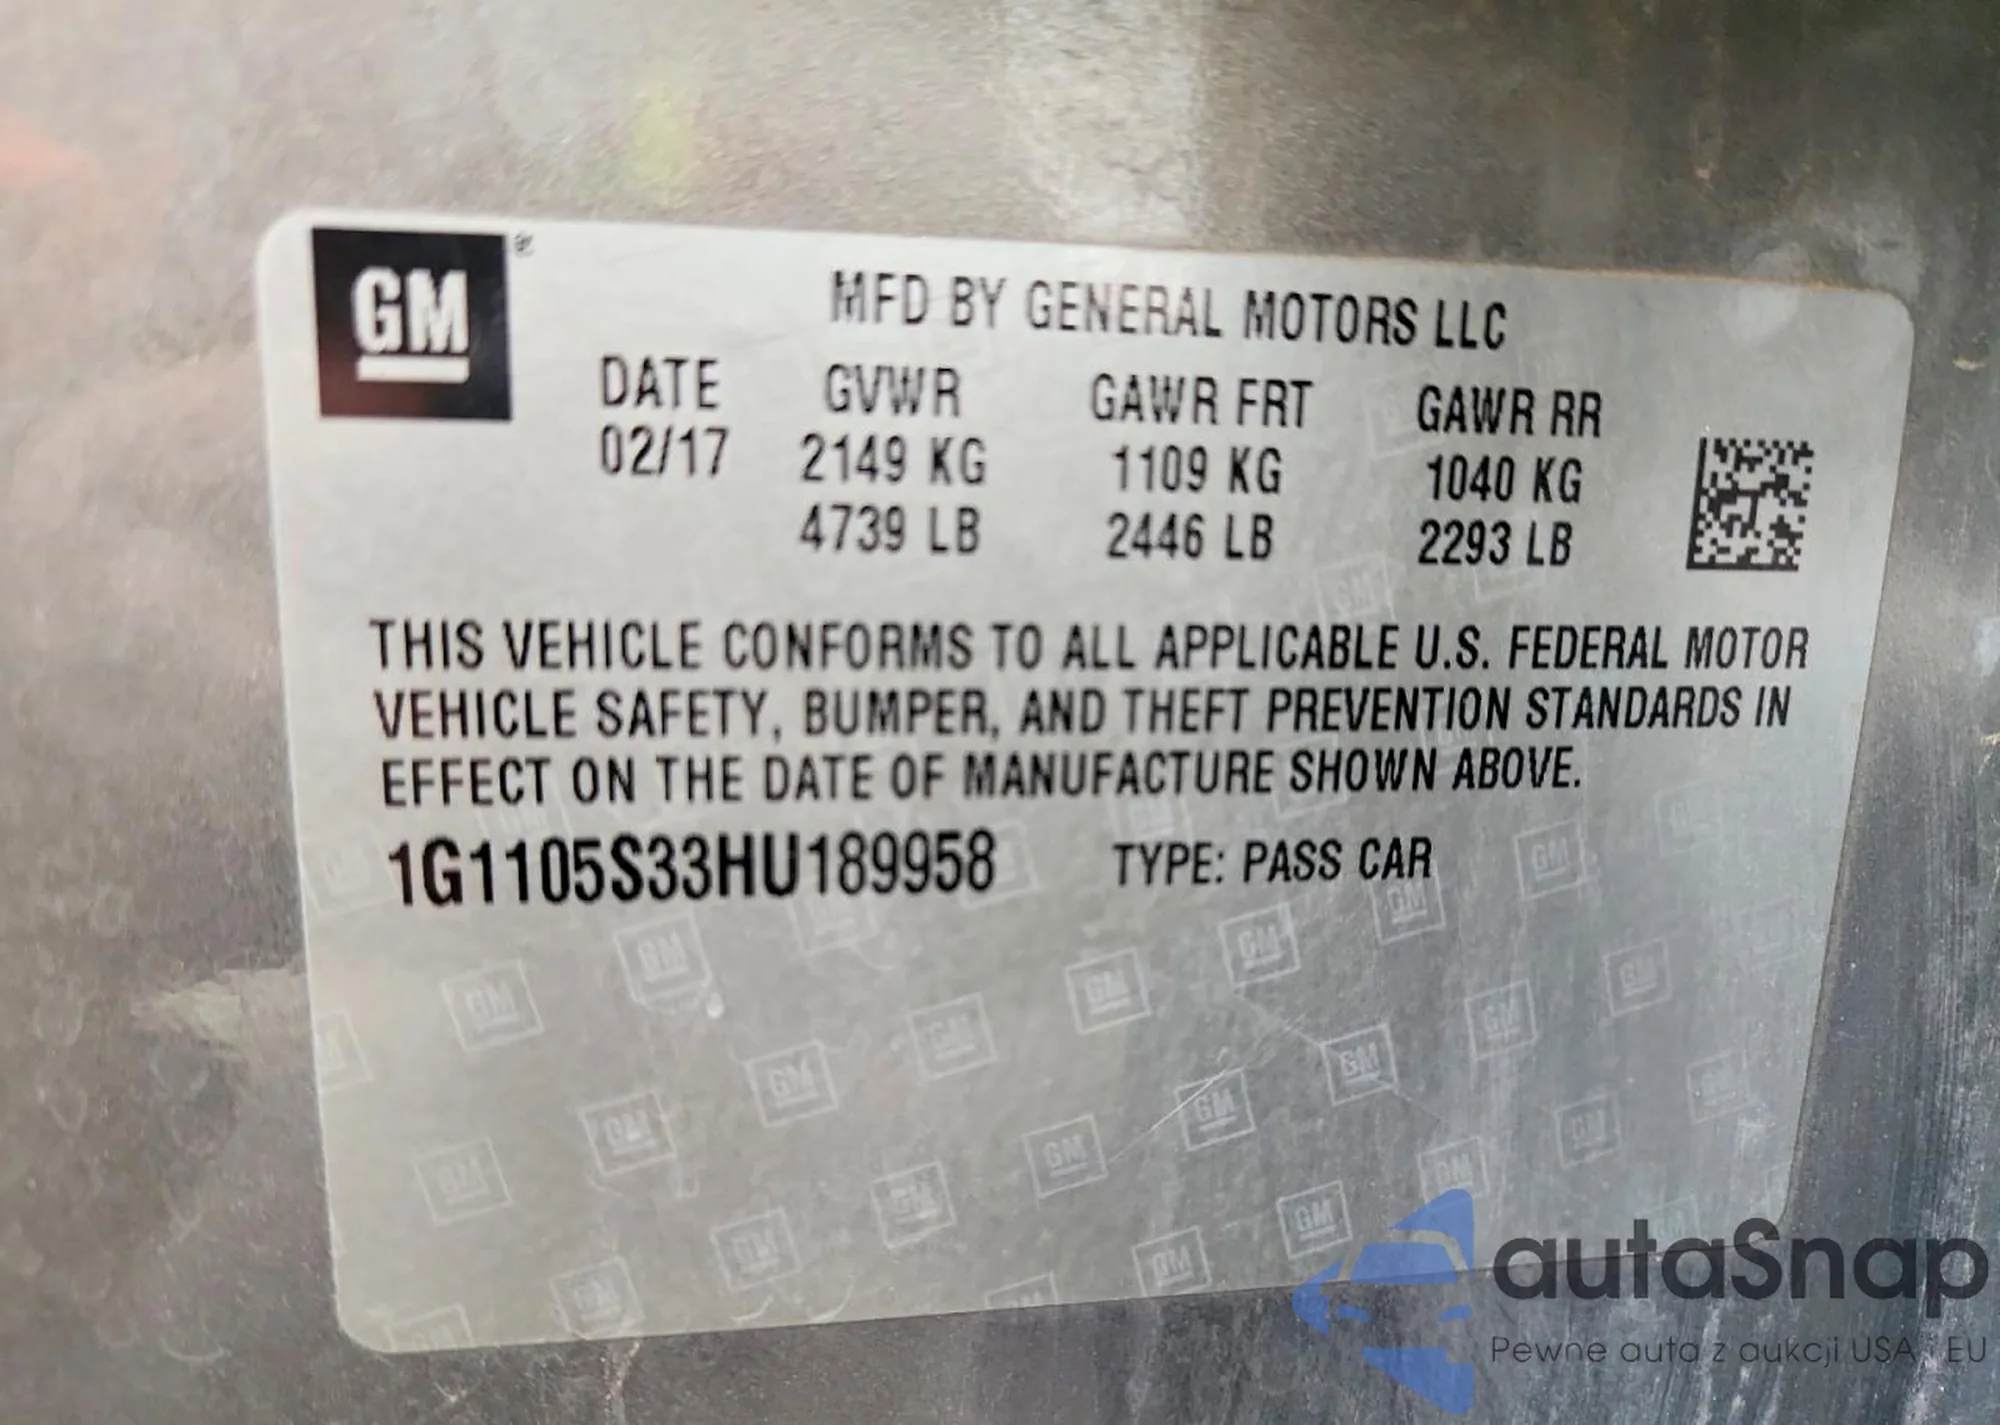 GM
MFD BY GENERAL MOTORS LLC
DATE GVWR GAWR FRT GAWR RR
02/17 2149 KG 1109 KG 1040 KG
4739 LB 2446 LB 2293 LB
THIS VEHICLE CONFORMS TO ALL APPLICABLE U.S. FEDERAL MOTOR
VEHICLE SAFETY, BUMPER, AND THEFT PREVENTION STANDARDS IN
EFFECT ON THE DATE OF MANUFACTURE SHOWN ABOVE.
1G1105S33HU189958 TYPE: PASS CAR
autaSnap
Pewne auta z aukcji USA i EU